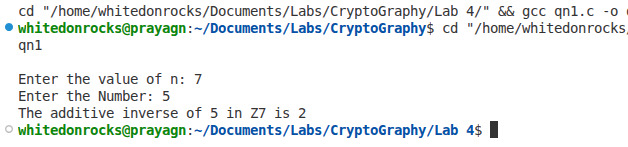 cd "/home/whitedonrocks/Documents/Labs/CryptoGraphy/Lab 4/" && gcc qn1.c -o
whitedonrocks@prayagn:~/Documents/Labs/CryptoGraphy$ cd "/home/whitedonrocks/
qn1
Enter the value of n: 7
Enter the Number: 5
The additive inverse of 5 in Z7 is 2
whitedonrocks@prayagn:~/Documents/Labs/CryptoGraphy/Lab 4$